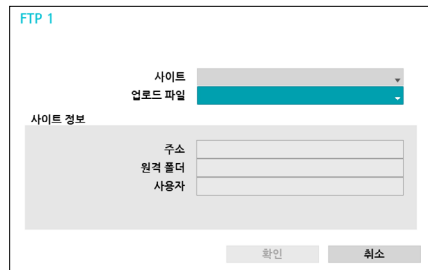 FTP 1
사이트
업로드 파일
사이트 정보
주소
원격 폴더
사용자
확인 취소